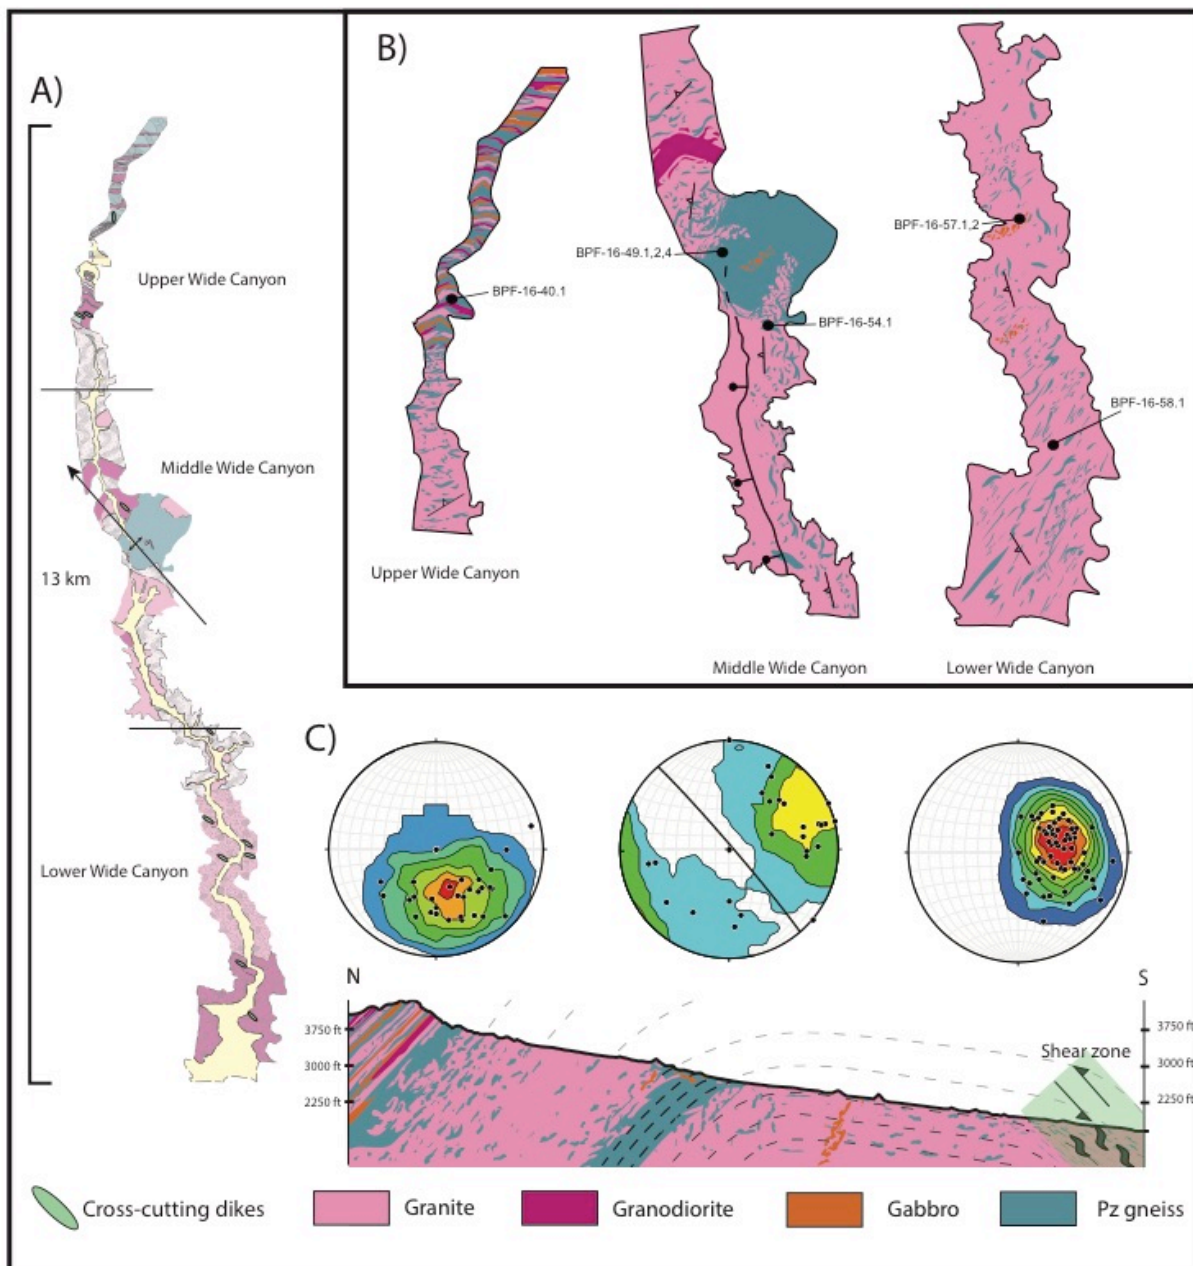 A)
Upper Wide Canyon
Middle Wide Canyon
13 km
Lower Wide Canyon
B)
BPF-16-40.1
Upper Wide Canyon
BPF-16-49.1,2,4
BPF-16-54.1
Middle Wide Canyon
BPF-16-57.1,2
BPF-16-58.1
Lower Wide Canyon
C)
N
S
3750 ft
3000 ft
2250 ft
Shear zone
3750 ft
3000 ft
2250 ft
Cross-cutting dikes
Granite
Granodiorite
Gabbro
Pz gneiss